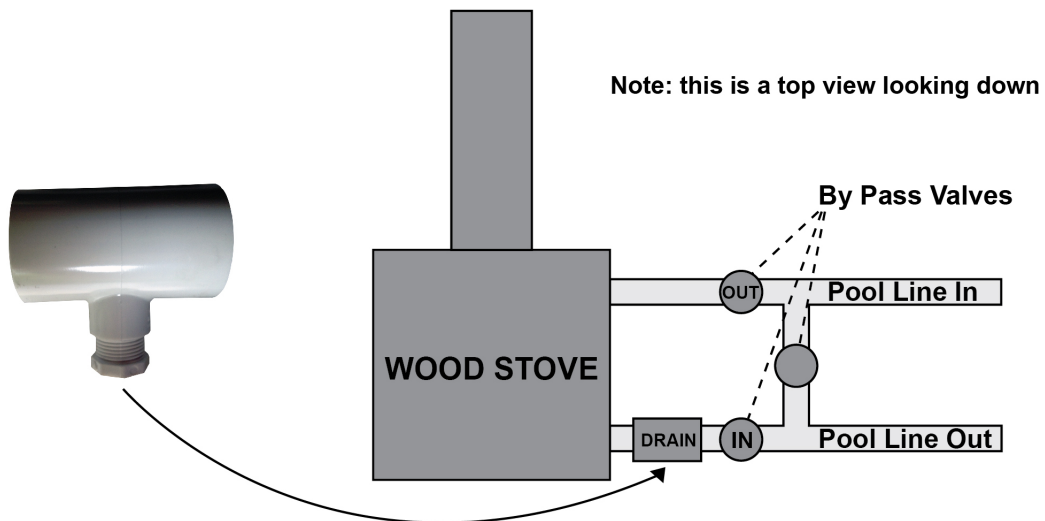 Note: this is a top view looking down
By Pass Valves
OUT
Pool Line In
WOOD STOVE
DRAIN
IN
Pool Line Out